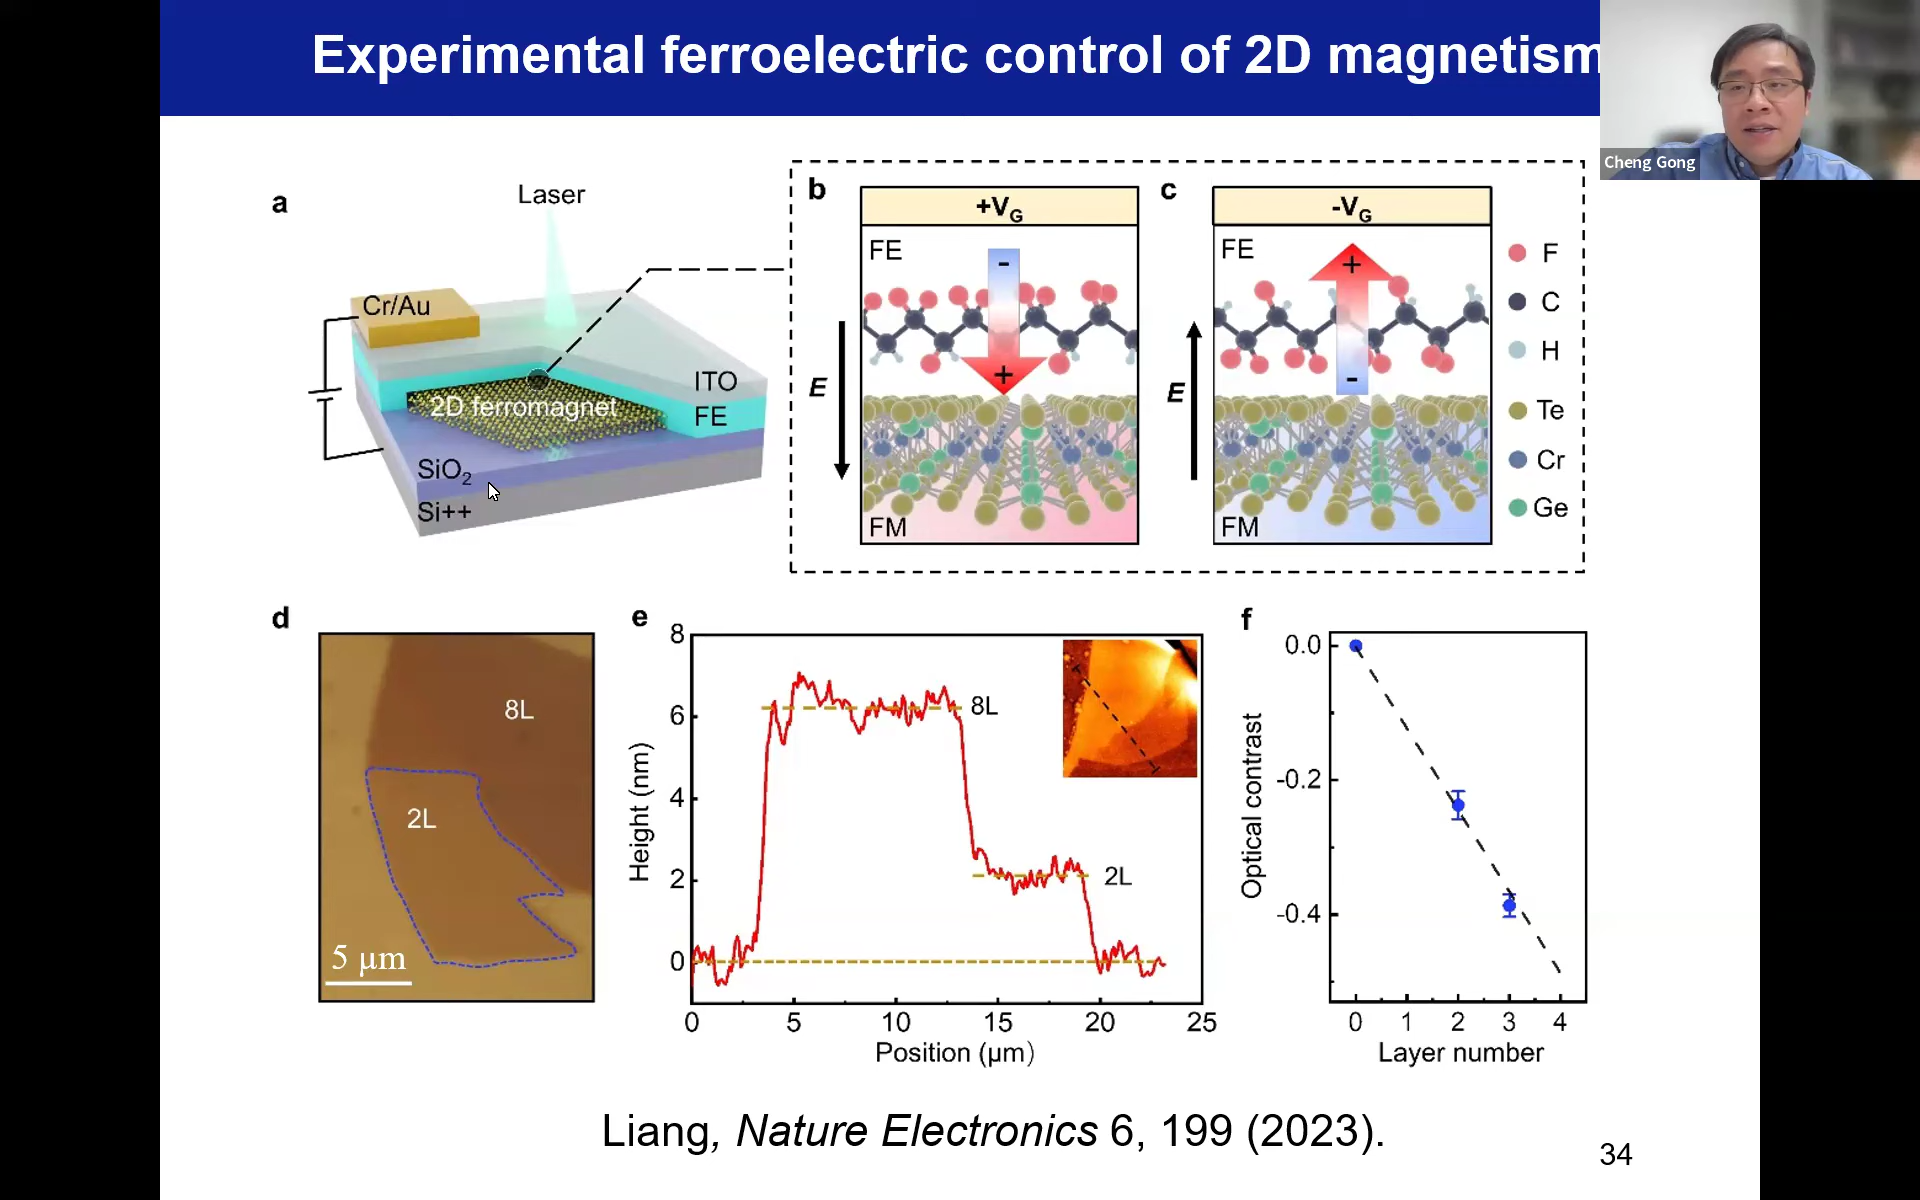 Experimental ferroelectric control of 2D magnetism
Cheng Gong
a
Laser
Cr/Au
2D ferromagnet
ITO
FE
SiO₂
Si++
b
+V_G
FE
-
+
E
FM
c
-V_G
FE
+
-
E
FM
F
C
H
Te
Cr
Ge
d
8L
2L
5 µm
e
8
6
4
2
0
Height (nm)
8L
2L
0 5 10 15 20 25
Position (µm)
f
0.0
-0.2
-0.4
Optical contrast
0 1 2 3 4
Layer number
Liang, Nature Electronics 6, 199 (2023).
34